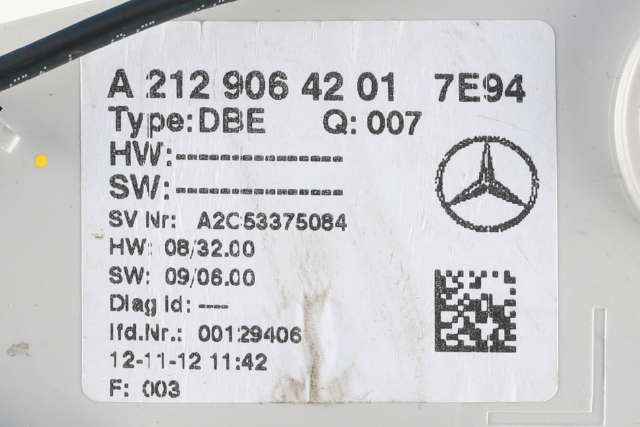 A 212 906 42 01 7E94
Type: DBE Q: 007
HW:---------------
SW:---------------
SV Nr: A2C53375084
HW: 08/32.00
SW: 09/06.00
Diag id: ----
lfd.Nr.: 00129406
12-11-12 11:42
F: 003